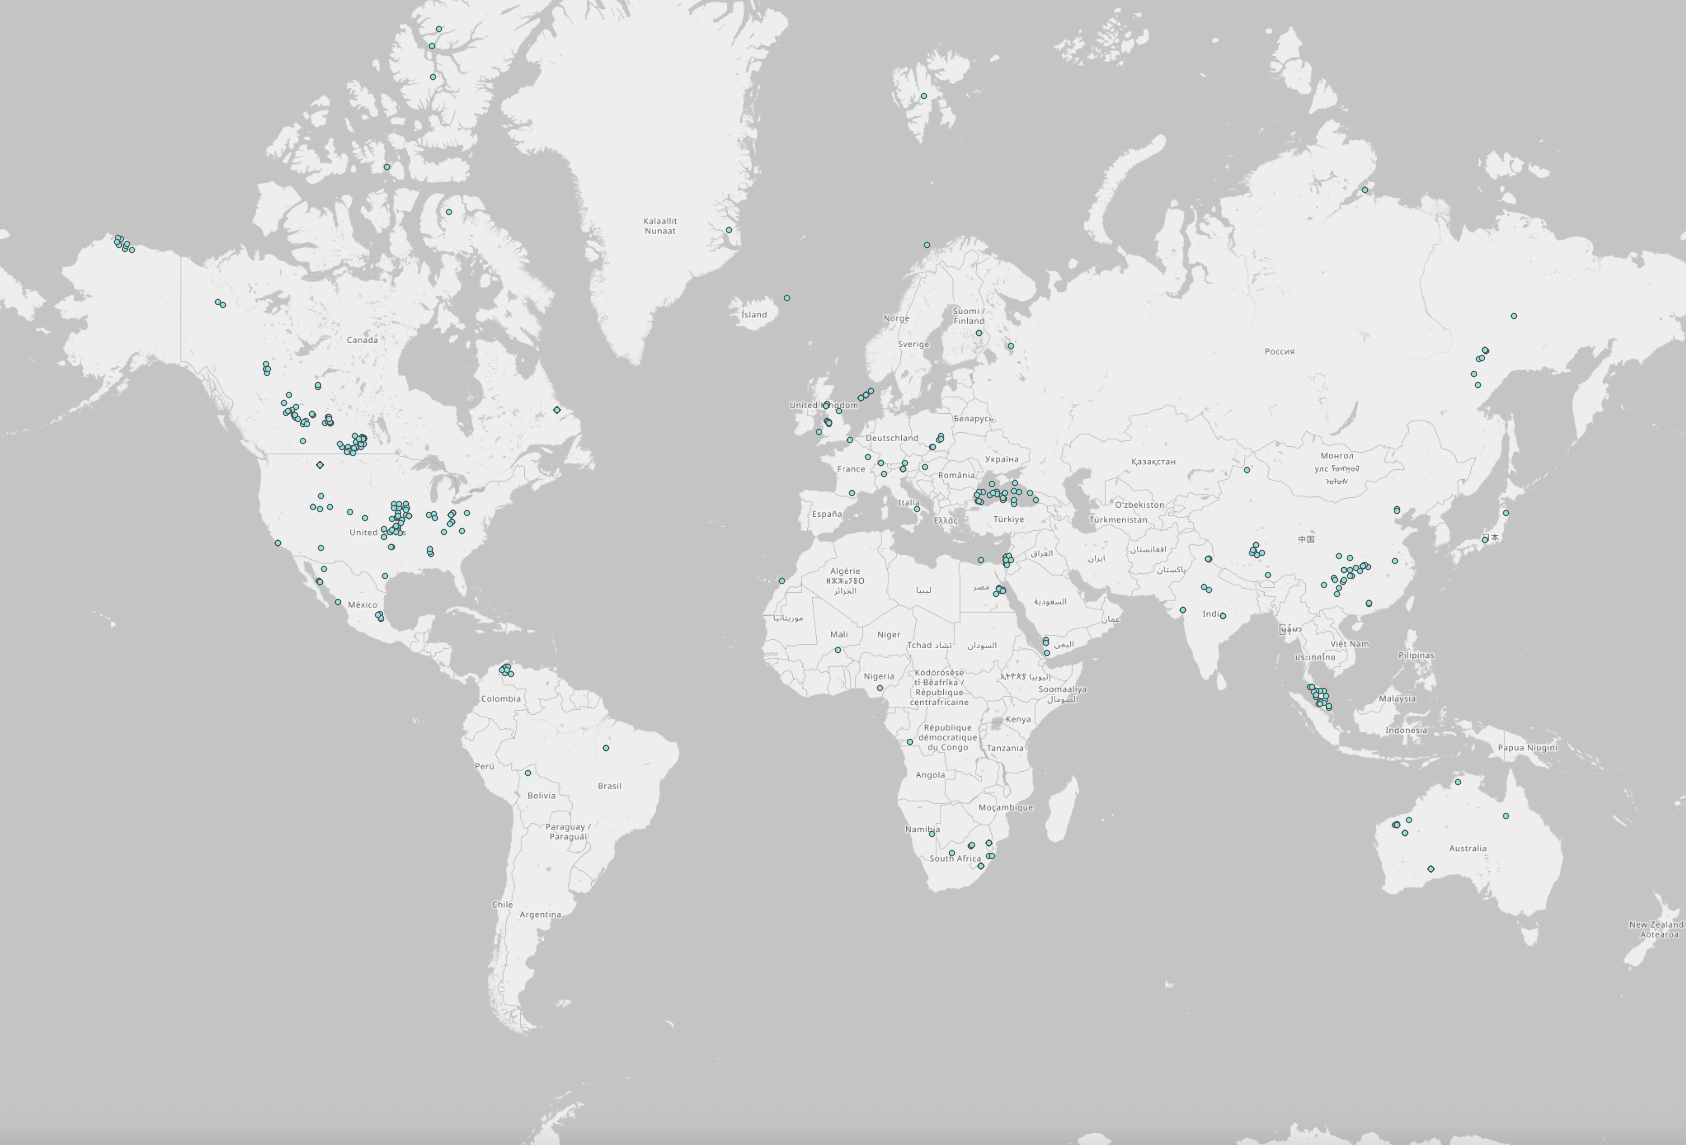 Kalaallit
Nunaat
Ísland
Suomi /
Finland
Norge
Sverige
Canada
Россия
United Kingdom
Беларусь
Deutschland
Україна
Қазақстан
Монгол
улс
France
România
Italia
España
Ελλάς
Türkiye
O'zbekiston
Türkmenistan
United
中国
日本
العراق
ایران
افغانستان
پاکستان
Algérie
ⵍⵣⵣⴰⵢⴻⵔ
الجزائر
ليبيا
مصر
السعودية
عمان
India
México
موريتانيا
Mali
Niger
Tchad تشاد
السودان
اليمن
Việt Nam
ประเทศไทย
Pilipinas
Nigeria
Ködörösêse
tî Bêafrîka /
République
centrafricaine
Soomaaliya
الصومال
Colombia
Malaysia
Kenya
Indonesia
République
démocratique
du Congo
Tanzania
Papua Niugini
Perú
Angola
Brasil
Bolivia
Moçambique
Paraguay /
Paraguái
Namibia
South Africa
Australia
Chile
Argentina
New Zealand
Aotearoa